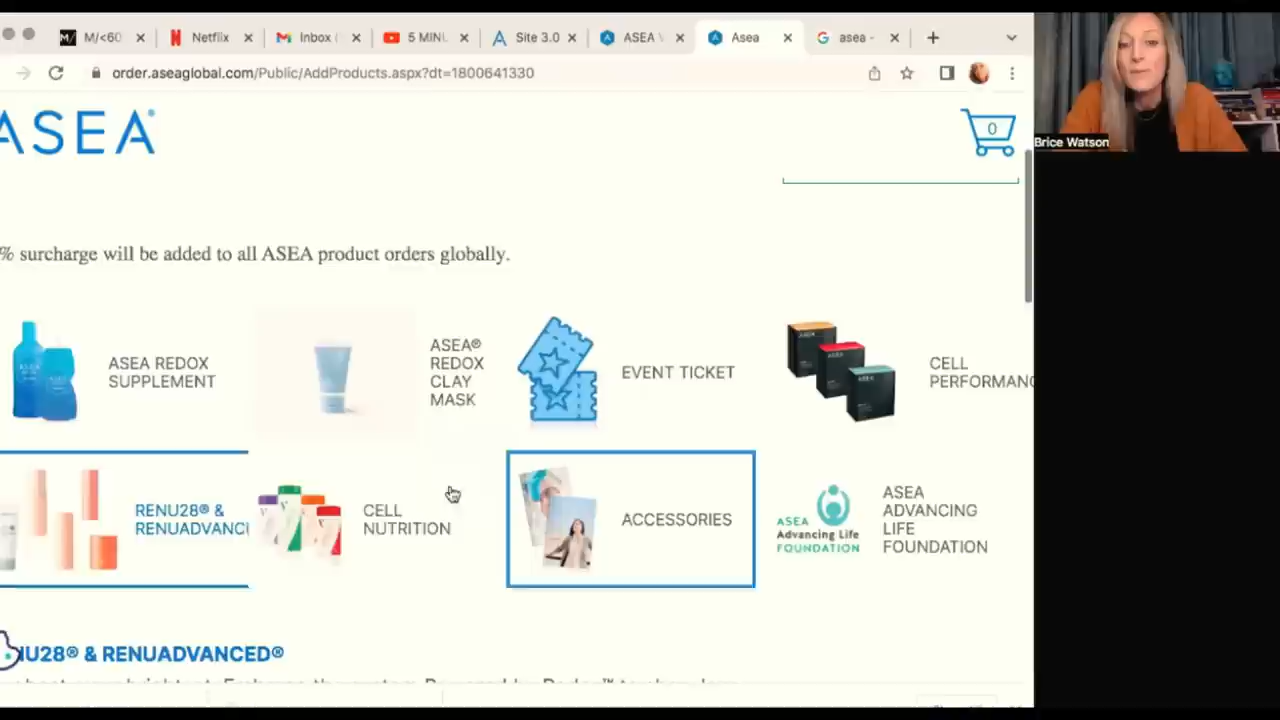 M/<60
Netflix
Inbox (
5 MINU
Site 3.0
ASEA
Asea
asea -
order.aseaglobal.com/Public/AddProducts.aspx?dt=1800641330
ASEA
0
Brice Watson
% surcharge will be added to all ASEA product orders globally.
ASEA REDOX
SUPPLEMENT
ASEA®
REDOX
CLAY
MASK
EVENT TICKET
CELL
PERFORMANC
RENU28® &
RENUADVANC
CELL
NUTRITION
ACCESSORIES
ASEA
Advancing Life
FOUNDATION
ASEA
ADVANCING
LIFE
FOUNDATION
NU28® & RENUADVANCED®